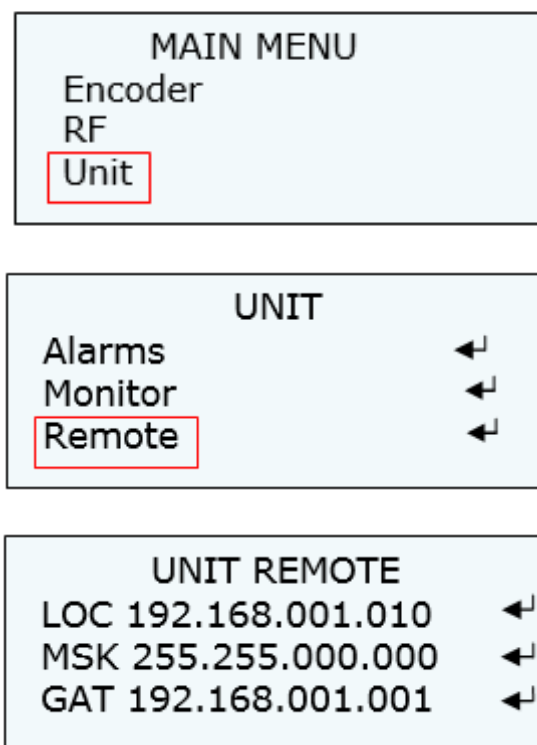 MAIN MENU
Encoder
RF
Unit
UNIT
Alarms
Monitor
Remote
UNIT REMOTE
LOC 192.168.001.010
MSK 255.255.000.000
GAT 192.168.001.001